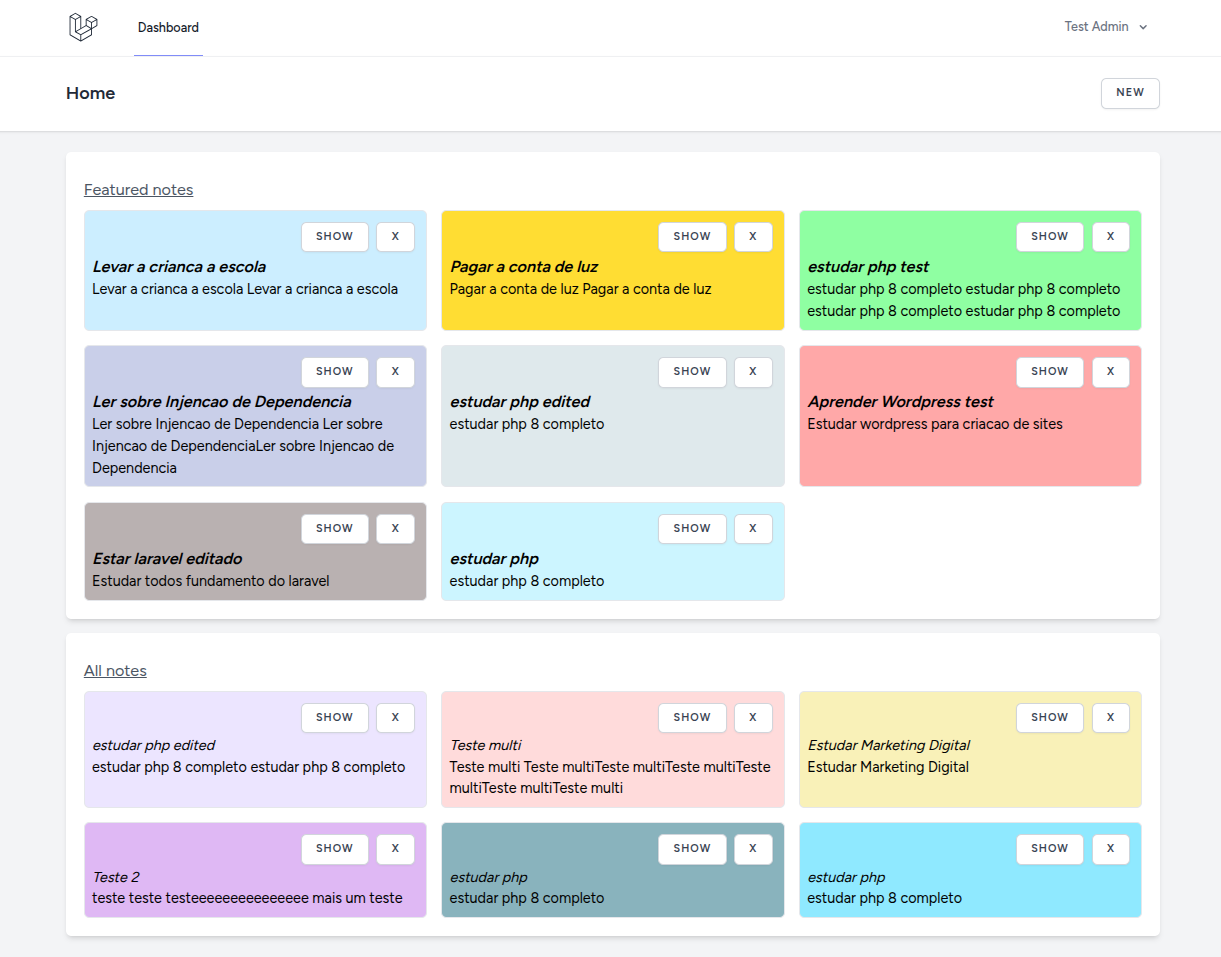 Dashboard
Test Admin
Home
NEW
Featured notes
SHOW X
Levar a crianca a escola
Levar a crianca a escola Levar a crianca a escola
SHOW X
Pagar a conta de luz
Pagar a conta de luz Pagar a conta de luz
SHOW X
estudar php test
estudar php 8 completo estudar php 8 completo
estudar php 8 completo estudar php 8 completo
SHOW X
Ler sobre Injencao de Dependencia
Ler sobre Injencao de Dependencia Ler sobre
Injencao de DependenciaLer sobre Injencao de
Dependencia
SHOW X
estudar php edited
estudar php 8 completo
SHOW X
Aprender Wordpress test
Estudar wordpress para criacao de sites
SHOW X
Estar laravel editado
Estudar todos fundamento do laravel
SHOW X
estudar php
estudar php 8 completo
All notes
SHOW X
estudar php edited
estudar php 8 completo estudar php 8 completo
SHOW X
Teste multi
Teste multi Teste multiTeste multiTeste multiTeste
multiTeste multiTeste multi
SHOW X
Estudar Marketing Digital
Estudar Marketing Digital
SHOW X
Teste 2
teste teste testeeeeeeeeeeeeeee mais um teste
SHOW X
estudar php
estudar php 8 completo
SHOW X
estudar php
estudar php 8 completo